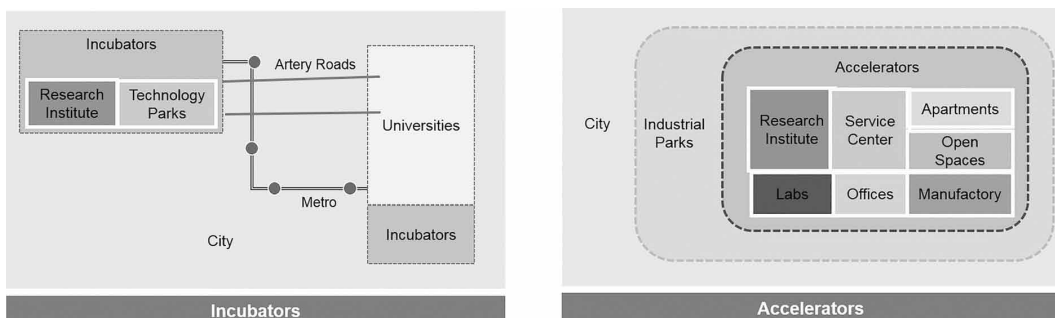 Incubators
Research
Institute
Technology
Parks
Artery Roads
Universities
Metro
City
Incubators
Incubators
City
Industrial
Parks
Accelerators
Research
Institute
Service
Center
Apartments
Open
Spaces
Labs
Offices
Manufactory
Accelerators